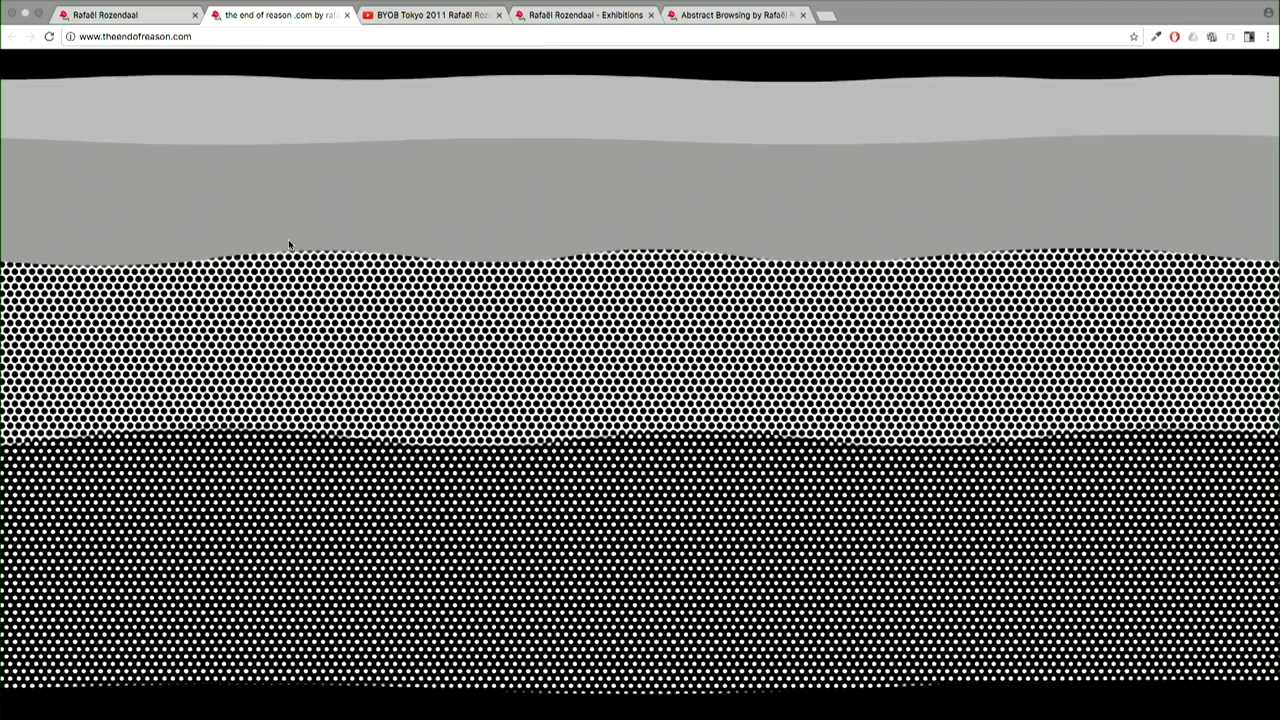 Rafaël Rozendaal
the end of reason .com by rafa
BYOB Tokyo 2011 Rafaël Roz
Rafaël Rozendaal - Exhibitions
Abstract Browsing by Rafaël R
www.theendofreason.com